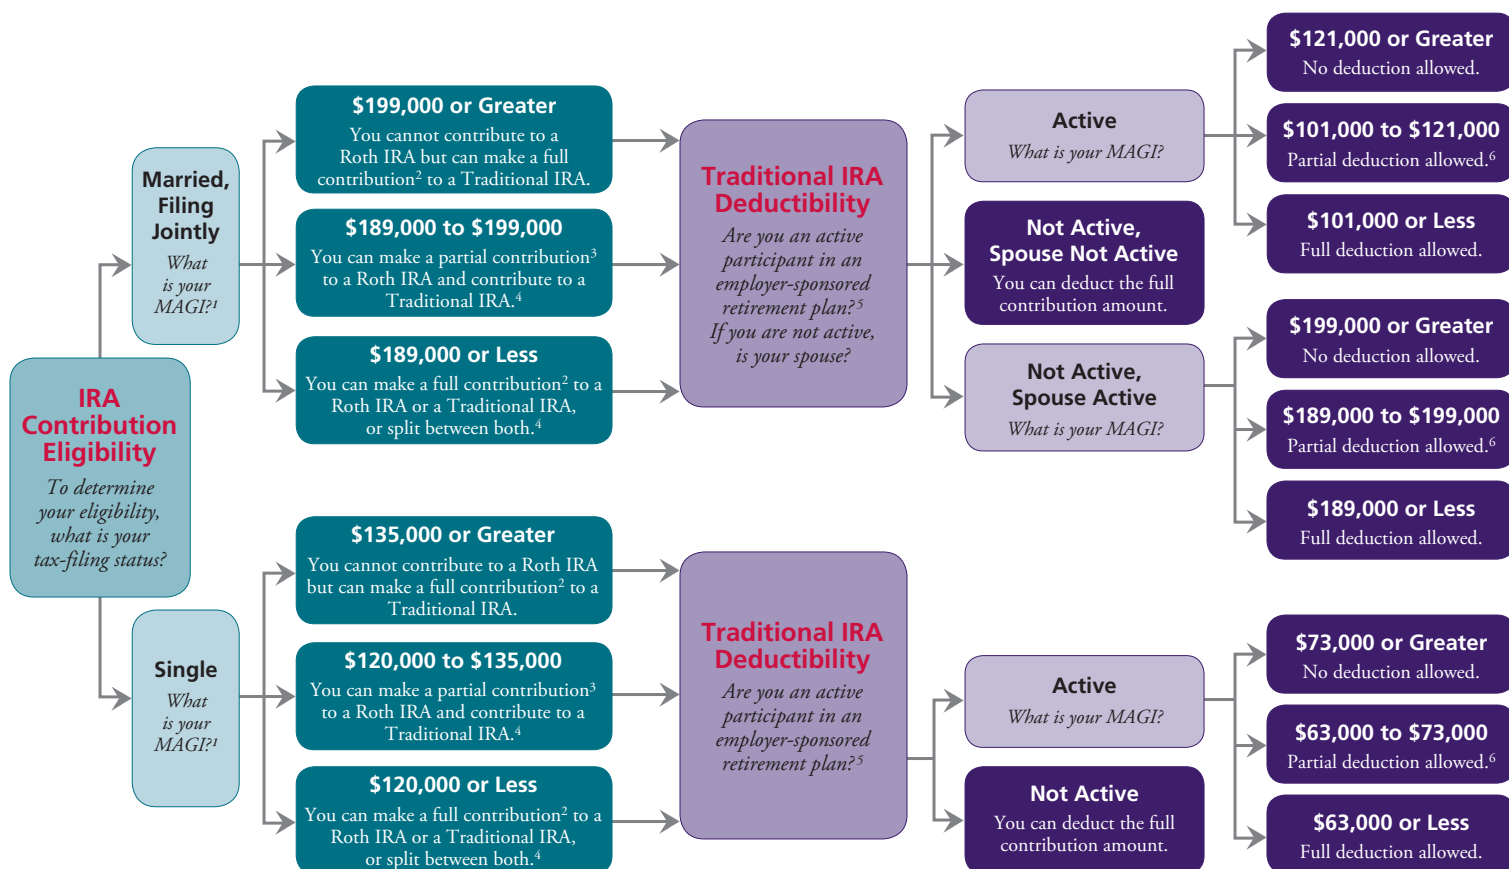 IRA
Contribution
Eligibility
To determine
your eligibility,
what is your
tax-filing status?
Married,
Filing
Jointly
What
is your
MAGI?¹
$199,000 or Greater
You cannot contribute to a
Roth IRA but can make a full
contribution² to a Traditional IRA.
$189,000 to $199,000
You can make a partial contribution³
to a Roth IRA and contribute to a
Traditional IRA.⁴
$189,000 or Less
You can make a full contribution² to a
Roth IRA or a Traditional IRA,
or split between both.⁴
Traditional IRA
Deductibility
Are you an active
participant in an
employer-sponsored
retirement plan?⁵
If you are not active,
is your spouse?
Active
What is your MAGI?
$121,000 or Greater
No deduction allowed.
$101,000 to $121,000
Partial deduction allowed.⁶
$101,000 or Less
Full deduction allowed.
Not Active,
Spouse Not Active
You can deduct the full
contribution amount.
Not Active,
Spouse Active
What is your MAGI?
$199,000 or Greater
No deduction allowed.
$189,000 to $199,000
Partial deduction allowed.⁶
$189,000 or Less
Full deduction allowed.
Single
What
is your
MAGI?¹
$135,000 or Greater
You cannot contribute to a Roth IRA
but can make a full contribution² to a
Traditional IRA.
$120,000 to $135,000
You can make a partial contribution³
to a Roth IRA and contribute to a
Traditional IRA.⁴
$120,000 or Less
You can make a full contribution² to a
Roth IRA or a Traditional IRA,
or split between both.⁴
Traditional IRA
Deductibility
Are you an active
participant in an
employer-sponsored
retirement plan?⁵
Active
What is your MAGI?
$73,000 or Greater
No deduction allowed.
$63,000 to $73,000
Partial deduction allowed.⁶
$63,000 or Less
Full deduction allowed.
Not Active
You can deduct the full
contribution amount.